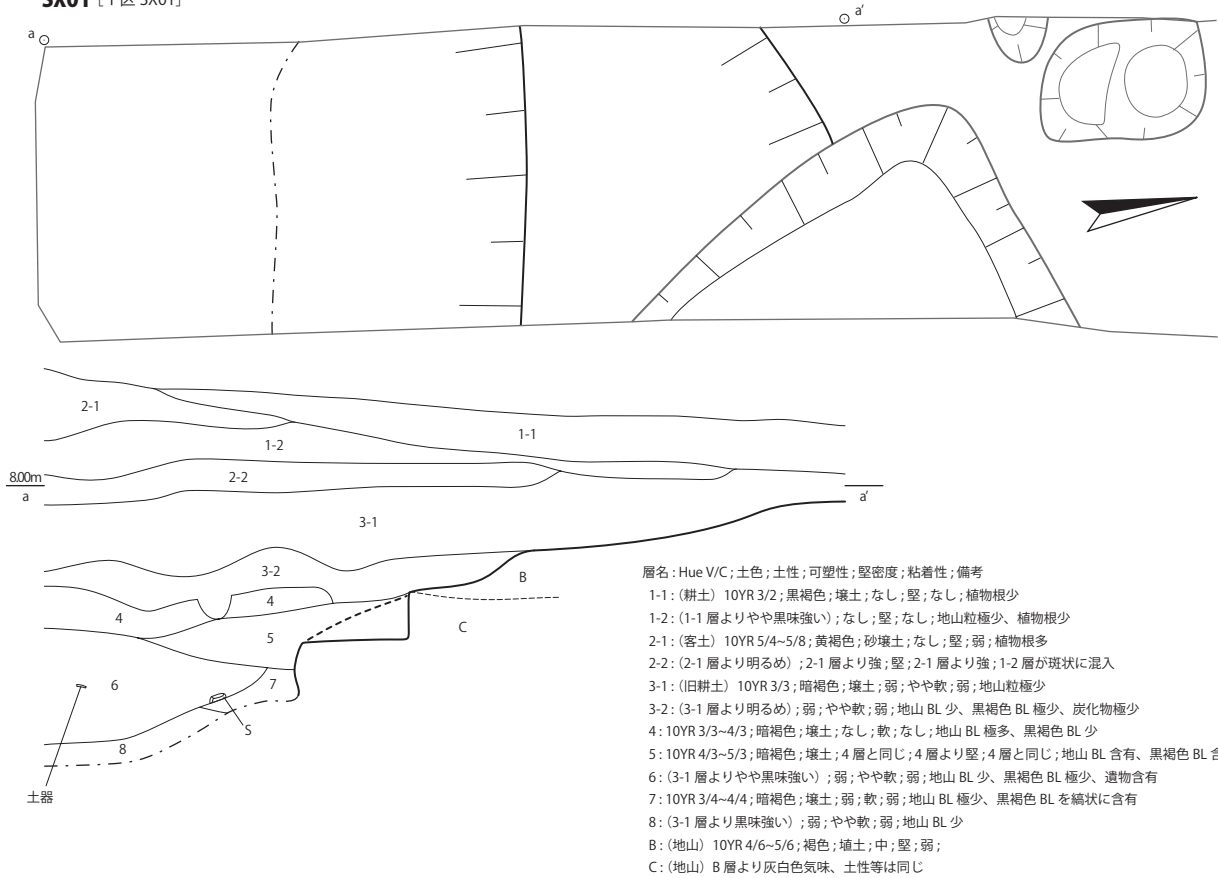 SX01 [1区 SX01]
a
a′
2-1
1-1
1-2
2-2
8.00m
a
a′
3-1
3-2
B
4
4
C
5
6
7
S
8
土器
層名 : Hue V/C ; 土色 ; 土性 ; 可塑性 ; 堅密度 ; 粘着性 ; 備考
1-1 : (耕土) 10YR 3/2 ; 黒褐色 ; 壌土 ; なし ; 堅 ; なし ; 植物根少
1-2 : (1-1 層よりやや黒味強い) ; なし ; 堅 ; なし ; 地山粒極少、植物根少
2-1 : (客土) 10YR 5/4~5/8 ; 黄褐色 ; 砂壌土 ; なし ; 堅 ; 弱 ; 植物根多
2-2 : (2-1 層より明るめ) ; 2-1 層より強 ; 堅 ; 2-1 層より強 ; 1-2 層が斑状に混入
3-1 : (旧耕土) 10YR 3/3 ; 暗褐色 ; 壌土 ; 弱 ; やや軟 ; 弱 ; 地山粒極少
3-2 : (3-1 層より明るめ) ; 弱 ; やや軟 ; 弱 ; 地山 BL 少、黒褐色 BL 極少、炭化物極少
4 : 10YR 3/3~4/3 ; 暗褐色 ; 壌土 ; なし ; 軟 ; なし ; 地山 BL 極多、黒褐色 BL 少
5 : 10YR 4/3~5/3 ; 暗褐色 ; 壌土 ; 4 層と同じ ; 4 層より堅 ; 4 層と同じ ; 地山 BL 含有、黒褐色 BL 含
6 : (3-1 層よりやや黒味強い) ; 弱 ; やや軟 ; 弱 ; 地山 BL 少、黒褐色 BL 極少、遺物含有
7 : 10YR 3/4~4/4 ; 暗褐色 ; 壌土 ; 弱 ; 軟 ; 弱 ; 地山 BL 極少、黒褐色 BL を縞状に含有
8 : (3-1 層より黒味強い) ; 弱 ; やや軟 ; 弱 ; 地山 BL 少
B : (地山) 10YR 4/6~5/6 ; 褐色 ; 埴土 ; 中 ; 堅 ; 弱 ;
C : (地山) B 層より灰白色気味、土性等は同じ